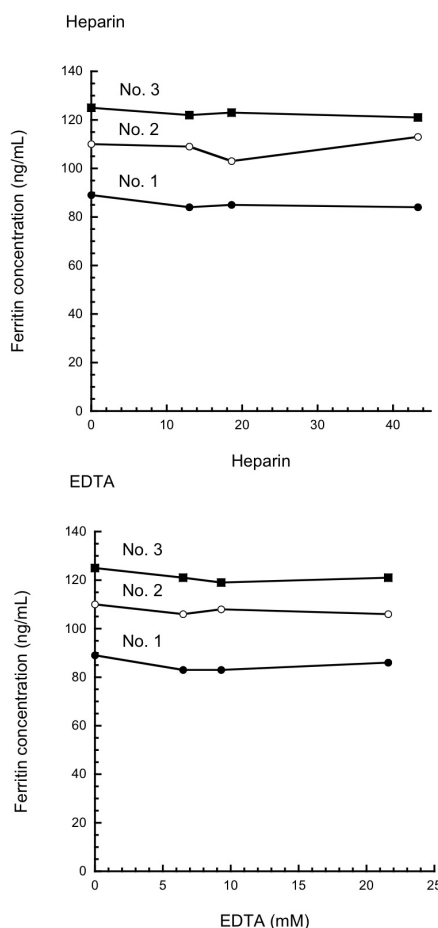 Heparin
140
120
100
80
60
40
20
0
Ferritin concentration (ng/mL)
No. 3
No. 2
No. 1
0 10 20 30 40
Heparin
EDTA
140
120
100
80
60
40
20
0
Ferritin concentration (ng/mL)
No. 3
No. 2
No. 1
0 5 10 15 20 25
EDTA (mM)